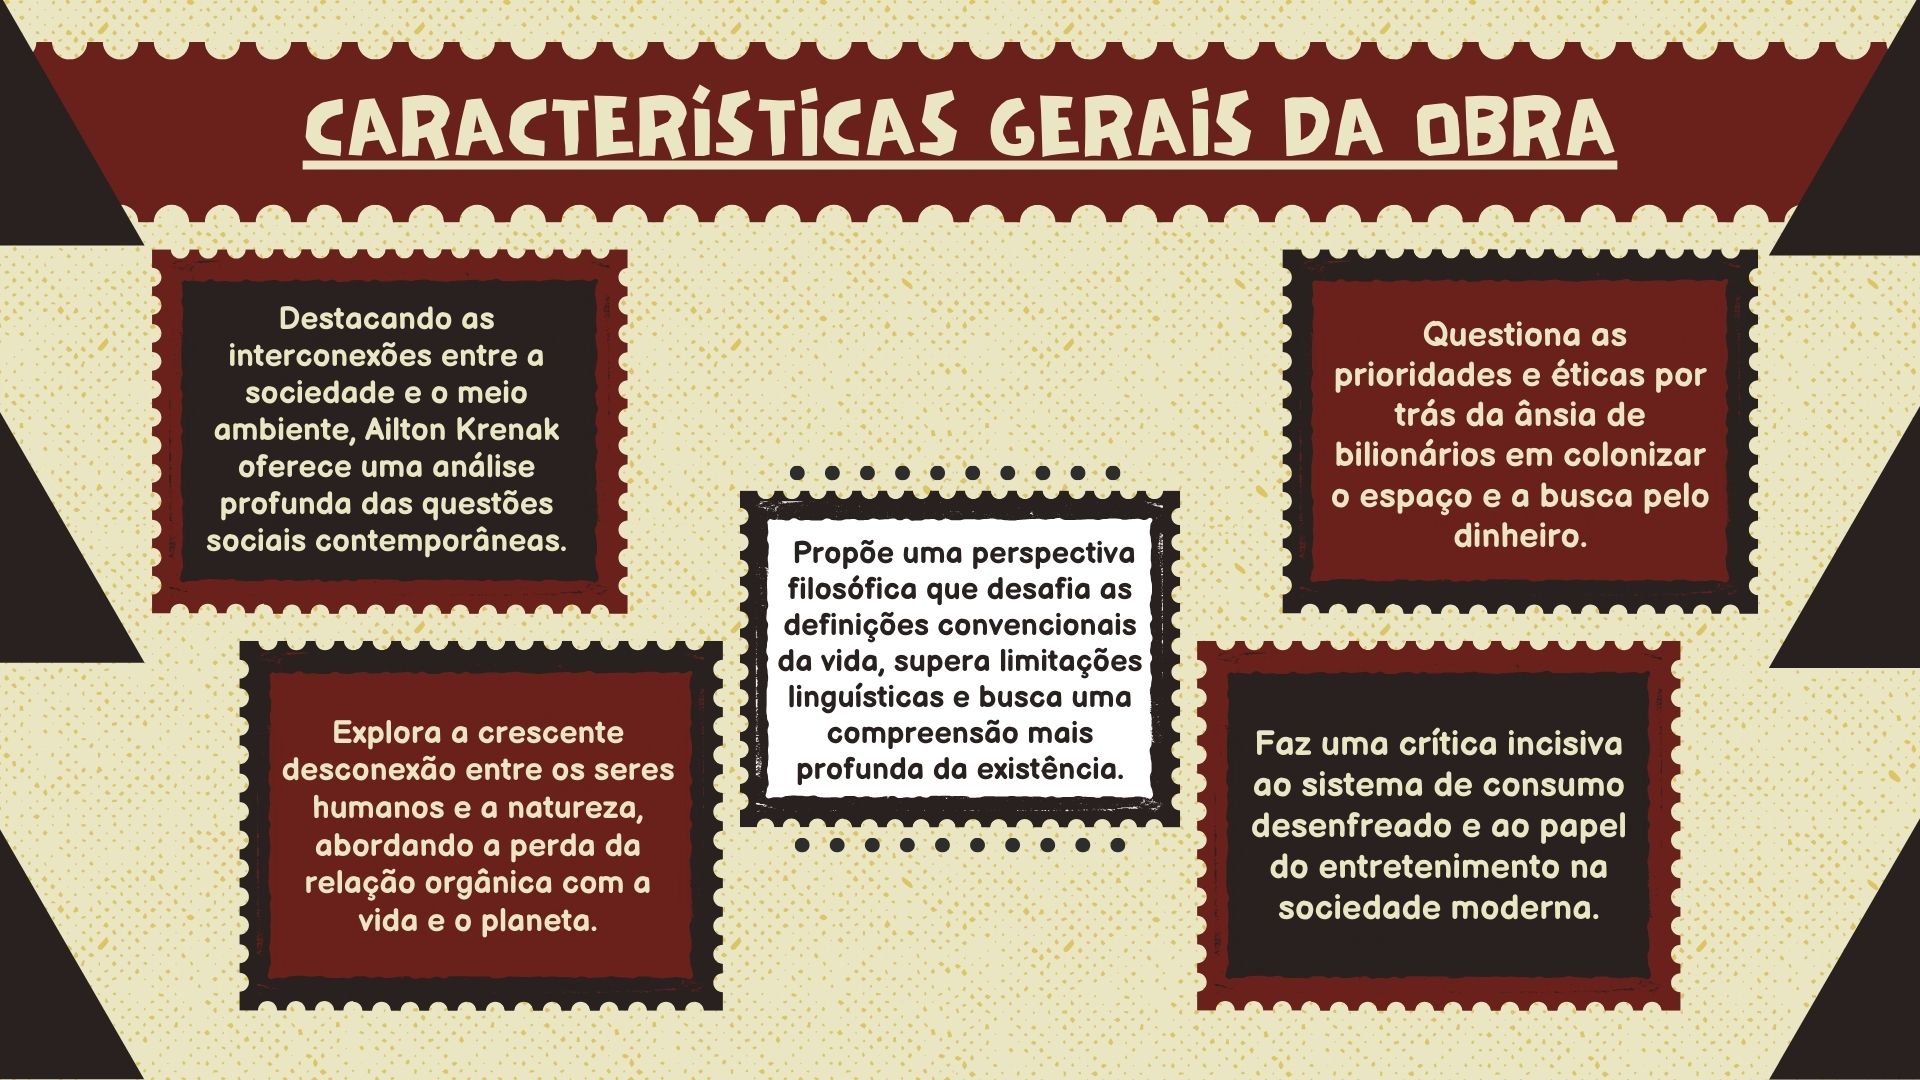 CARACTERÍSTICAS GERAIS DA OBRA
Destacando as
interconexões entre a
sociedade e o meio
ambiente, Ailton Krenak
oferece uma análise
profunda das questões
sociais contemporâneas.
Explora a crescente
desconexão entre os seres
humanos e a natureza,
abordando a perda da
relação orgânica com a
vida e o planeta.
Propõe uma perspectiva
filosófica que desafia as
definições convencionais
da vida, supera limitações
linguísticas e busca uma
compreensão mais
profunda da existência.
Questiona as
prioridades e éticas por
trás da ânsia de
bilionários em colonizar
o espaço e a busca pelo
dinheiro.
Faz uma crítica incisiva
ao sistema de consumo
desenfreado e ao papel
do entretenimento na
sociedade moderna.